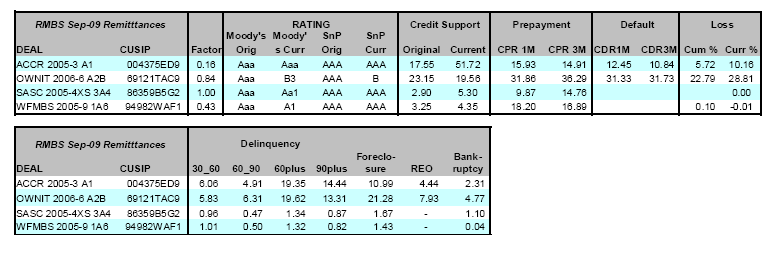 RMBS Sep-09 Remitttances RATING Credit Support Prepayment Default Loss
Moody's Moody' SnP SnP
DEAL CUSIP Factor Orig s Curr Orig Curr Original Current CPR 1M CPR 3M CDR1M CDR3M Cum % Curr %
ACCR 2005-3 A1 004375ED9 0.16 Aaa Aaa AAA AAA 17.55 51.72 15.93 14.91 12.45 10.84 5.72 10.16
OWNIT 2006-6 A2B 69121TAC9 0.84 Aaa B3 AAA B 23.15 19.56 31.86 36.29 31.33 31.73 22.79 28.81
SASC 2005-4XS 3A4 86359B5G2 1.00 Aaa Aa1 AAA AAA 2.90 5.30 9.87 14.76 0.00
WFMBS 2005-9 1A6 94982WAF1 0.43 Aaa A1 AAA AAA 3.25 4.35 18.20 16.89 0.10 -0.01
RMBS Sep-09 Remitttances Delinquency
Foreclo- Bank-
DEAL CUSIP 30_60 60_90 60plus 90plus sure REO ruptcy
ACCR 2005-3 A1 004375ED9 6.06 4.91 19.35 14.44 10.99 4.44 2.31
OWNIT 2006-6 A2B 69121TAC9 5.83 6.31 19.62 13.31 21.28 7.93 4.77
SASC 2005-4XS 3A4 86359B5G2 0.96 0.47 1.34 0.87 1.67 - 1.10
WFMBS 2005-9 1A6 94982WAF1 1.01 0.50 1.32 0.82 1.43 - 0.04